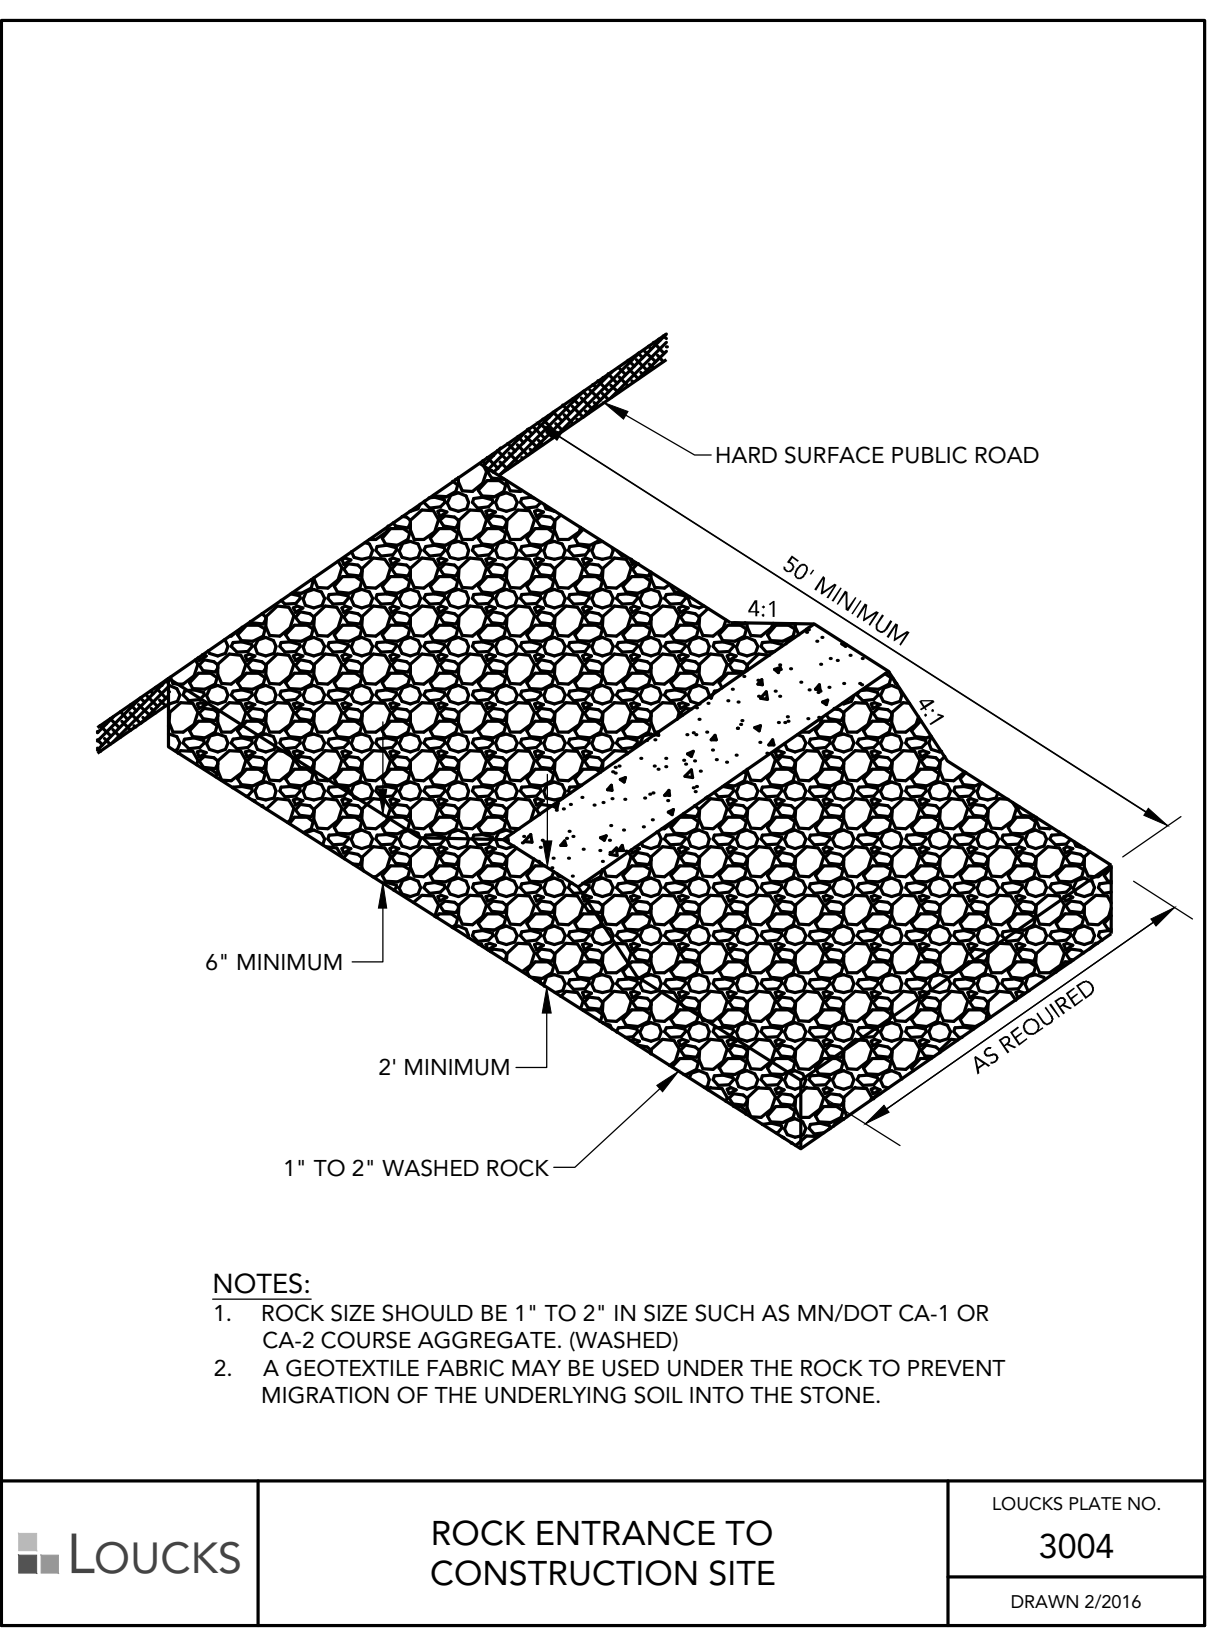 HARD SURFACE PUBLIC ROAD
50' MINIMUM
4:1
4:1
6" MINIMUM
AS REQUIRED
2' MINIMUM
1" TO 2" WASHED ROCK
NOTES:
1. ROCK SIZE SHOULD BE 1" TO 2" IN SIZE SUCH AS MN/DOT CA-1 OR
CA-2 COURSE AGGREGATE. (WASHED)
2. A GEOTEXTILE FABRIC MAY BE USED UNDER THE ROCK TO PREVENT
MIGRATION OF THE UNDERLYING SOIL INTO THE STONE.
LOUCKS
ROCK ENTRANCE TO
CONSTRUCTION SITE
LOUCKS PLATE NO.
3004
DRAWN 2/2016